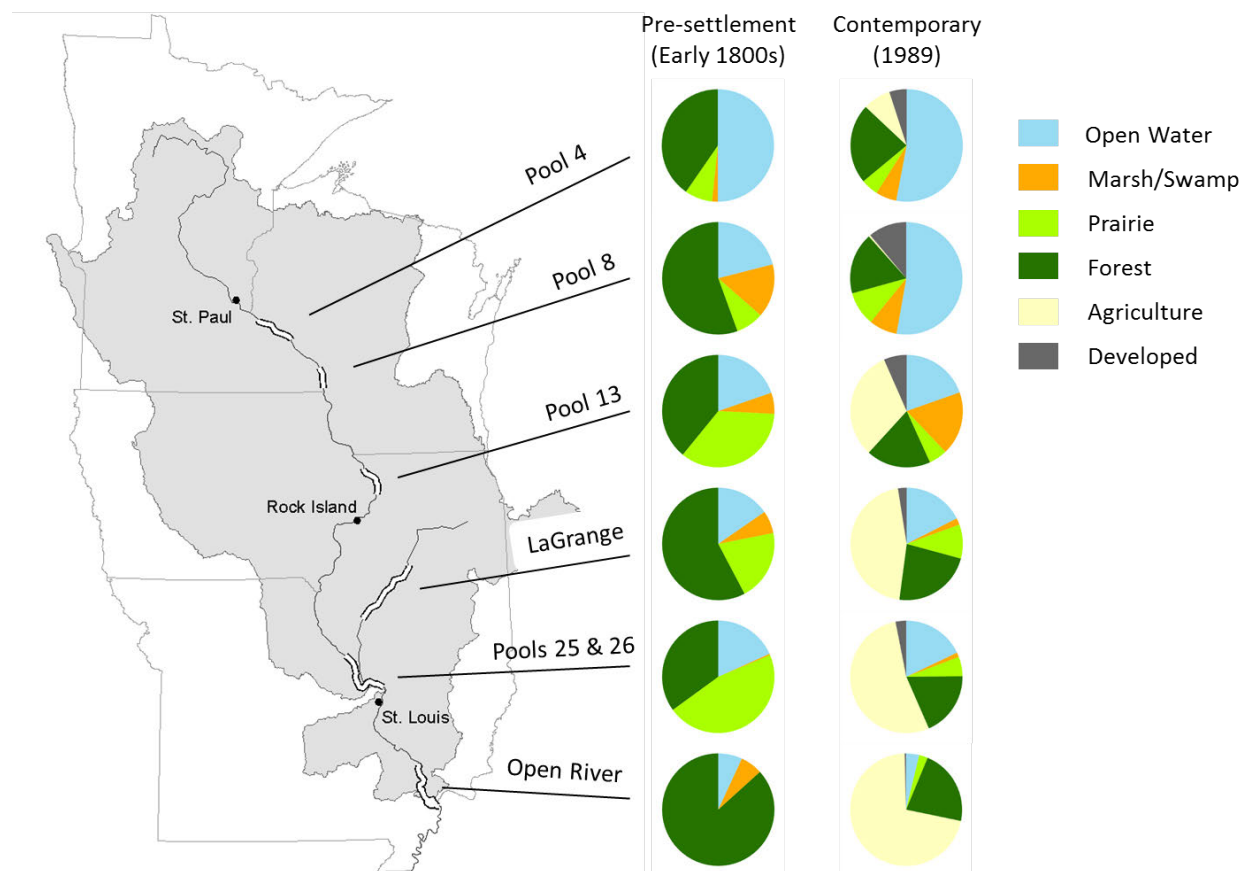 Pre-settlement
(Early 1800s)
Contemporary
(1989)
Open Water
Marsh/Swamp
Prairie
Forest
Agriculture
Developed
Pool 4
Pool 8
Pool 13
LaGrange
Pools 25 & 26
Open River
St. Paul
Rock Island
St. Louis